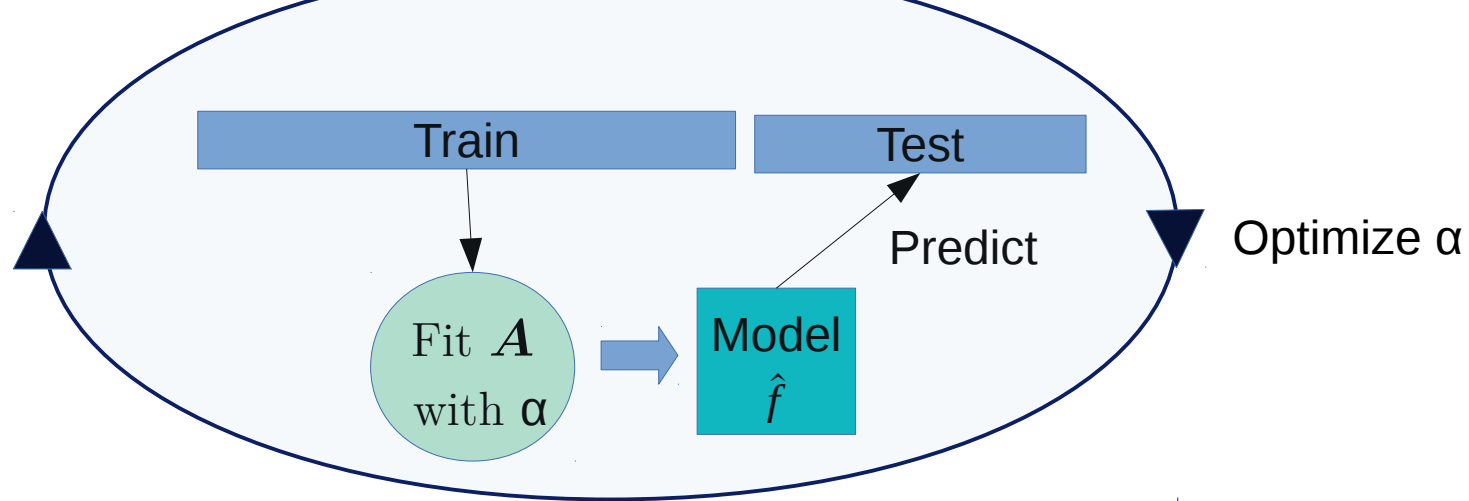 Train
Test
Predict
Optimize α
Fit A
with α
Model
f̂